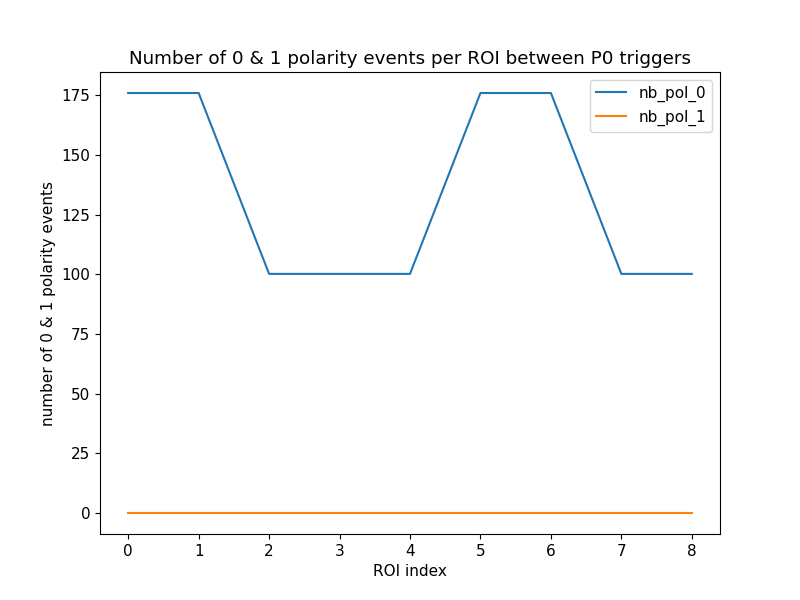 Number of 0 & 1 polarity events per ROI between P0 triggers
nb_pol_0
nb_pol_1
175
150
125
100
75
50
25
0
number of 0 & 1 polarity events
0 1 2 3 4 5 6 7 8
ROI index